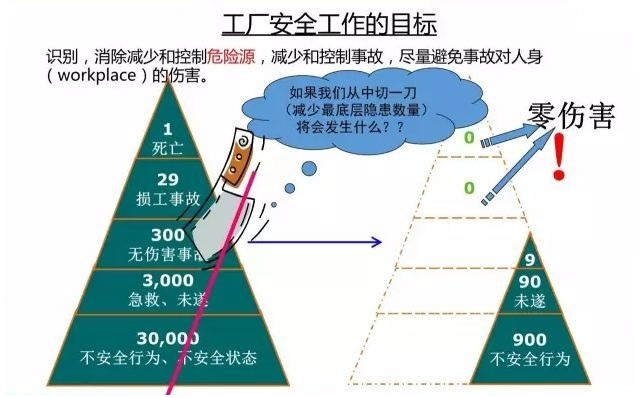 工厂安全工作的目标
识别，消除减少和控制危险源，减少和控制事故，尽量避免事故对人身
（workplace）的伤害。
如果我们从中切一刀
（减少最底层隐患数量）
将会发生什么？？
1
死亡
29
损工事故
300
无伤害事故
3,000
急救、未遂
30,000
不安全行为、不安全状态
0
0
零伤害
！
9
90
未遂
900
不安全行为